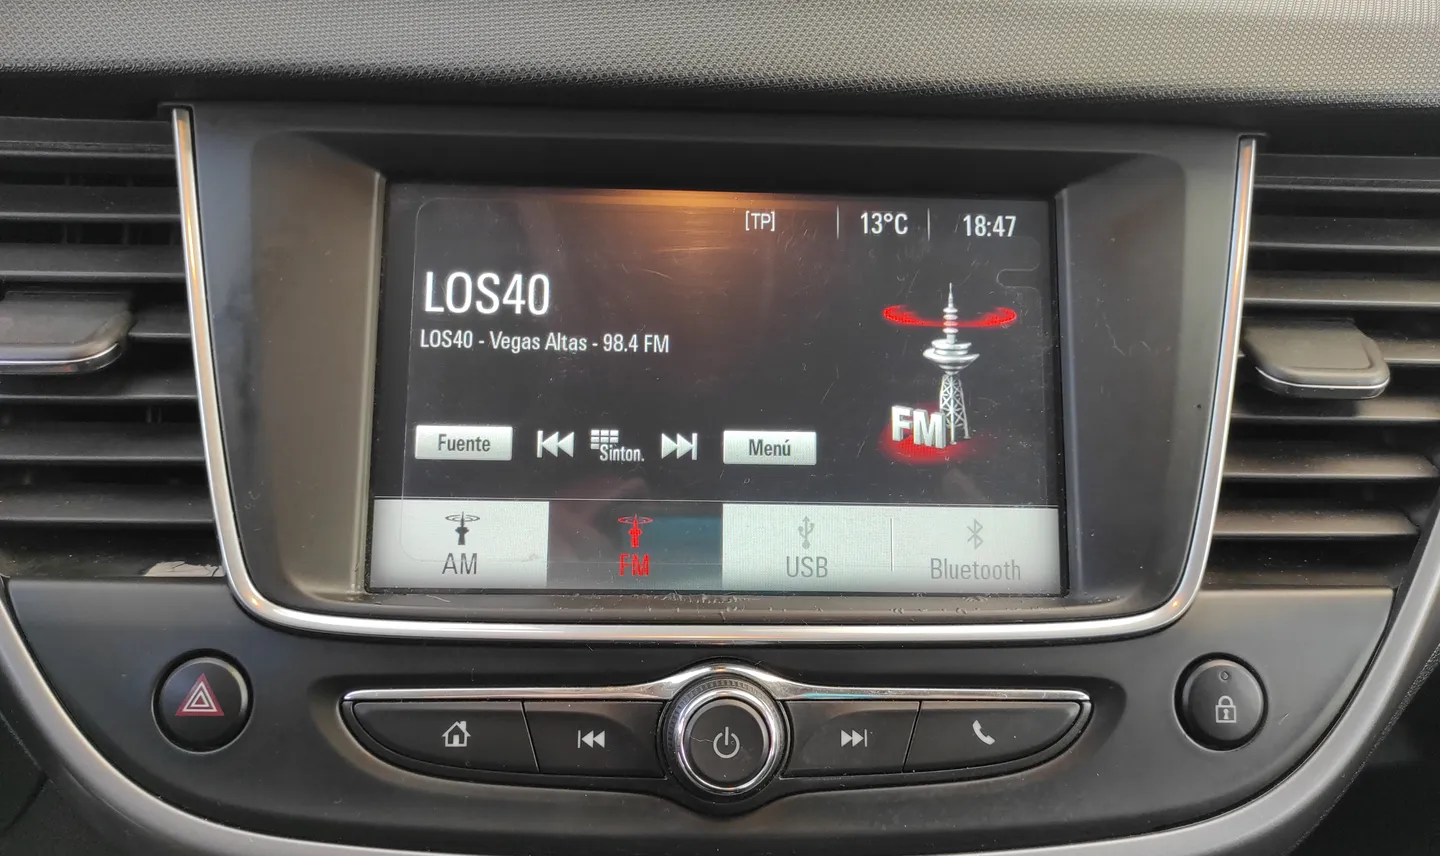 [TP] 13°C 18:47
LOS40
LOS40 - Vegas Altas - 98.4 FM
FM
Fuente Sinton. Menú
AM FM USB Bluetooth